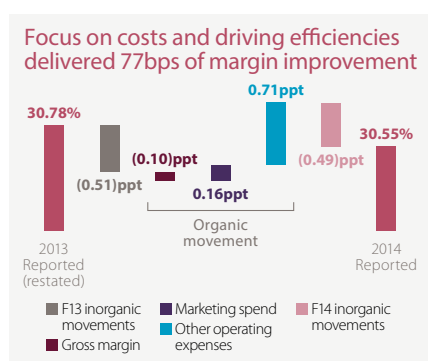 Focus on costs and driving efficiencies
delivered 77bps of margin improvement
30.78%
(0.51)ppt
(0.10)ppt
0.16ppt
0.71ppt
(0.49)ppt
30.55%
Organic
movement
2013
Reported
(restated)
2014
Reported
F13 inorganic
movements
Gross margin
Marketing spend
Other operating
expenses
F14 inorganic
movements